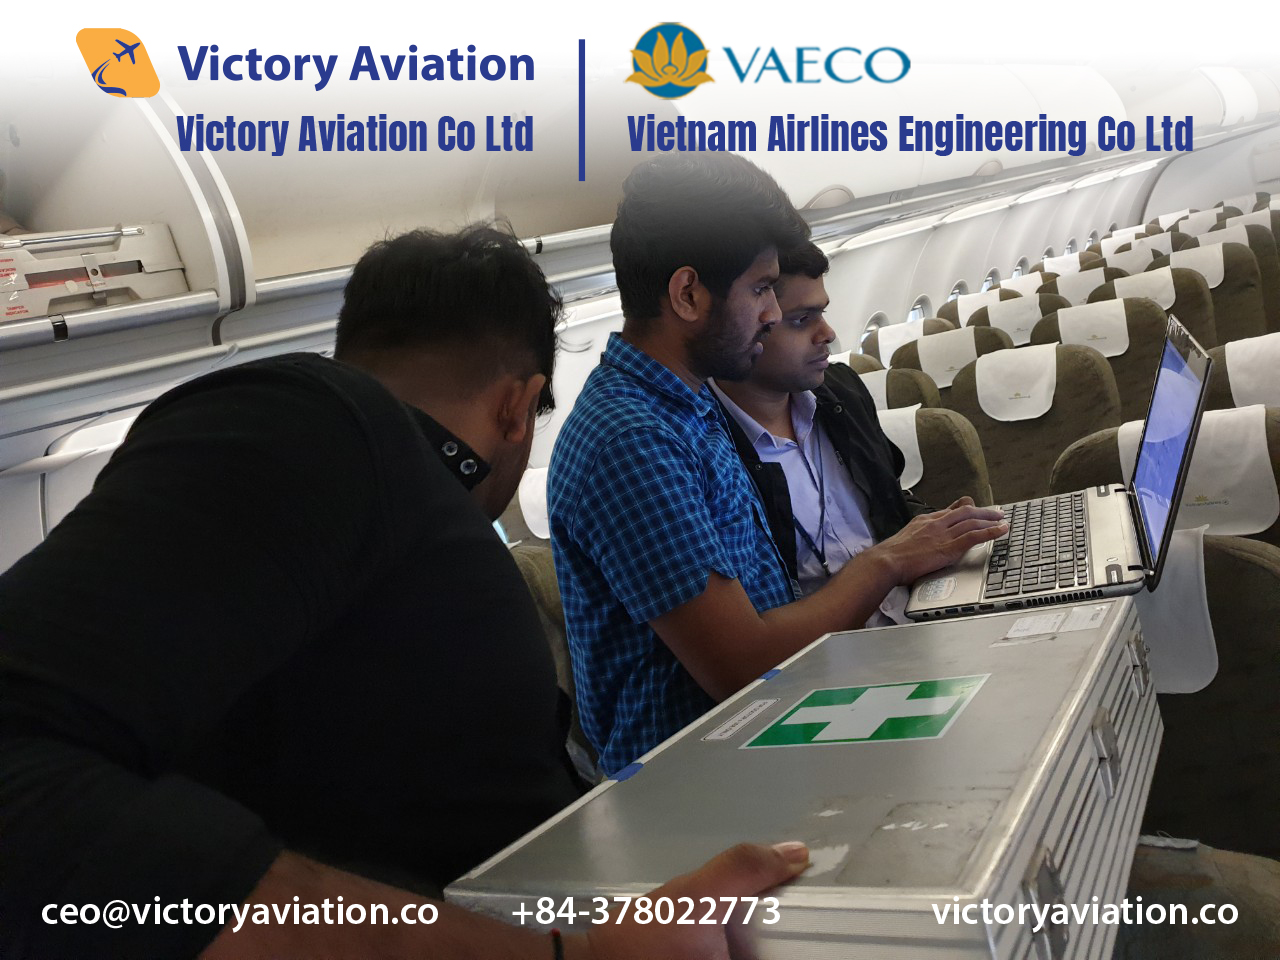 Victory Aviation
Victory Aviation Co Ltd
VAECO
Vietnam Airlines Engineering Co Ltd
ceo@victoryaviation.co
+84-378022773
victoryaviation.co